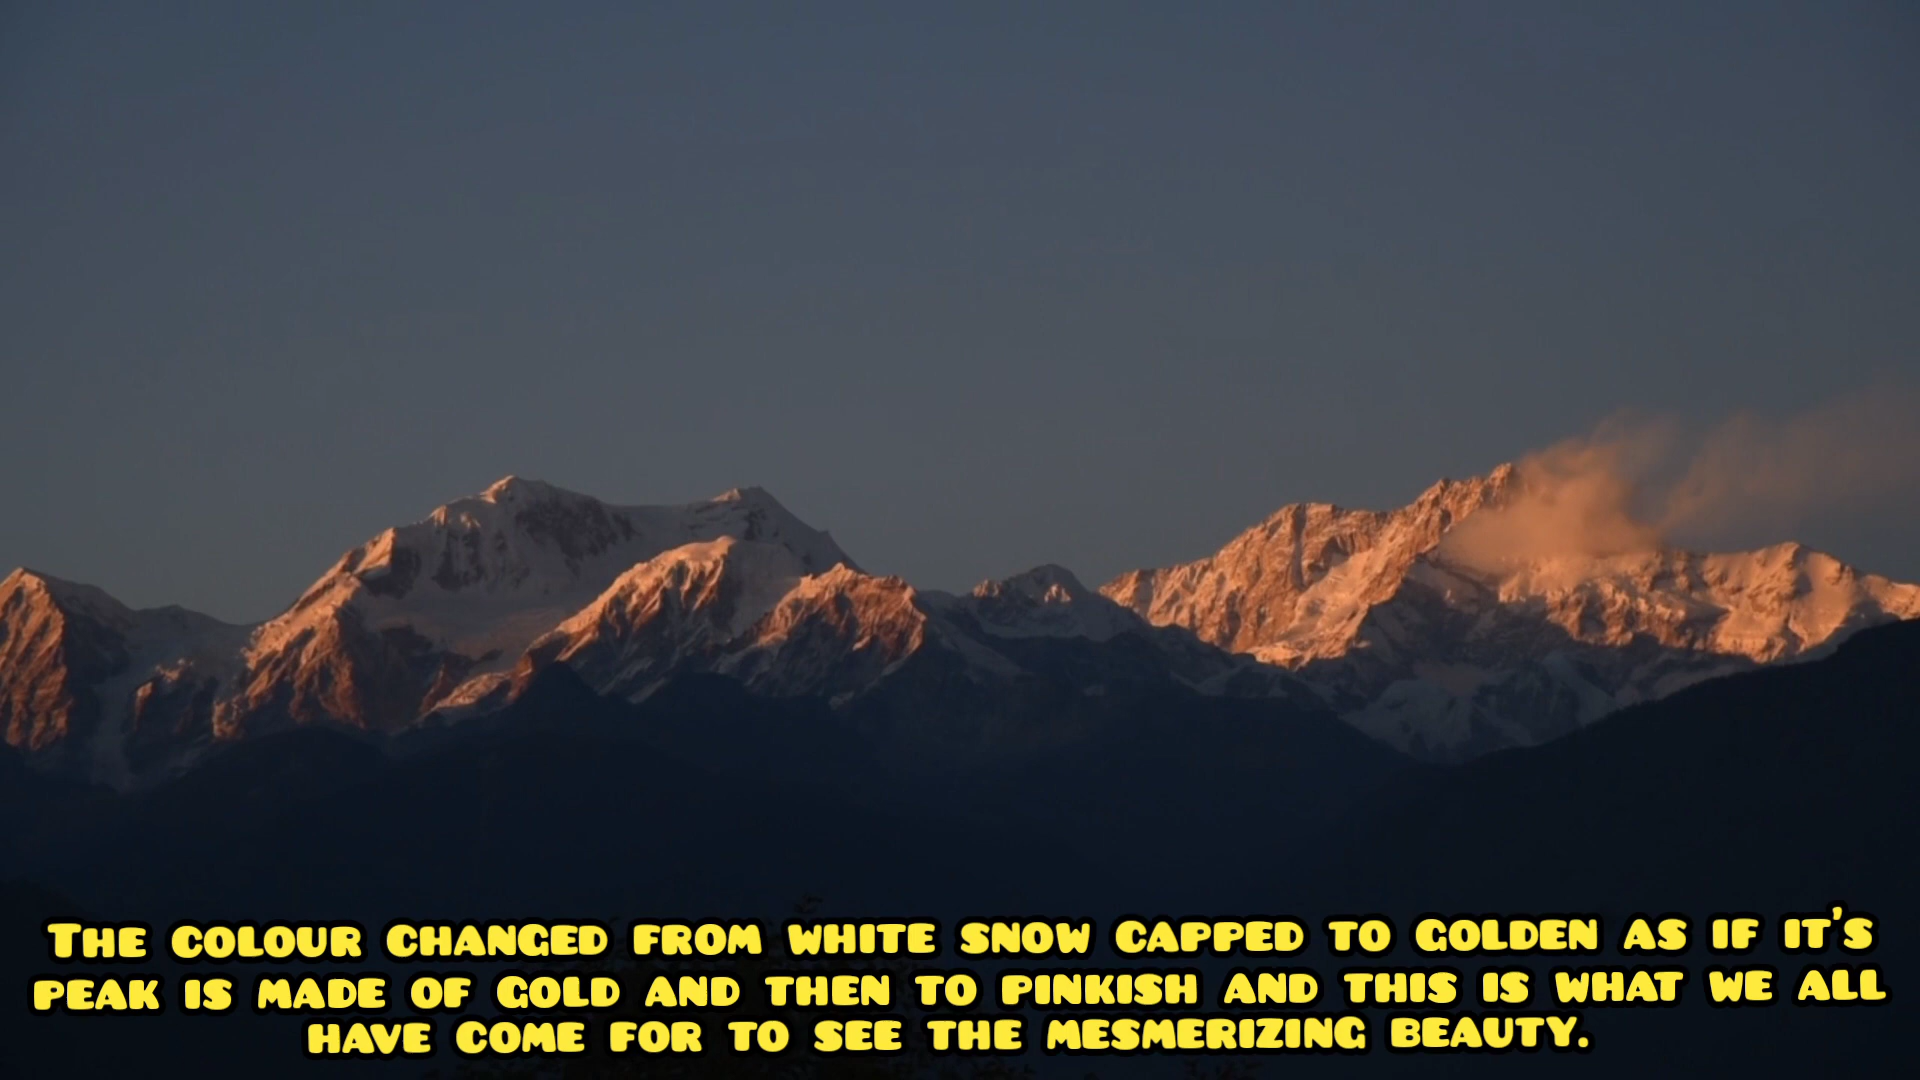 The colour changed from white snow capped to golden as if it's
peak is made of gold and then to pinkish and this is what we all
have come for to see the mesmerizing beauty.